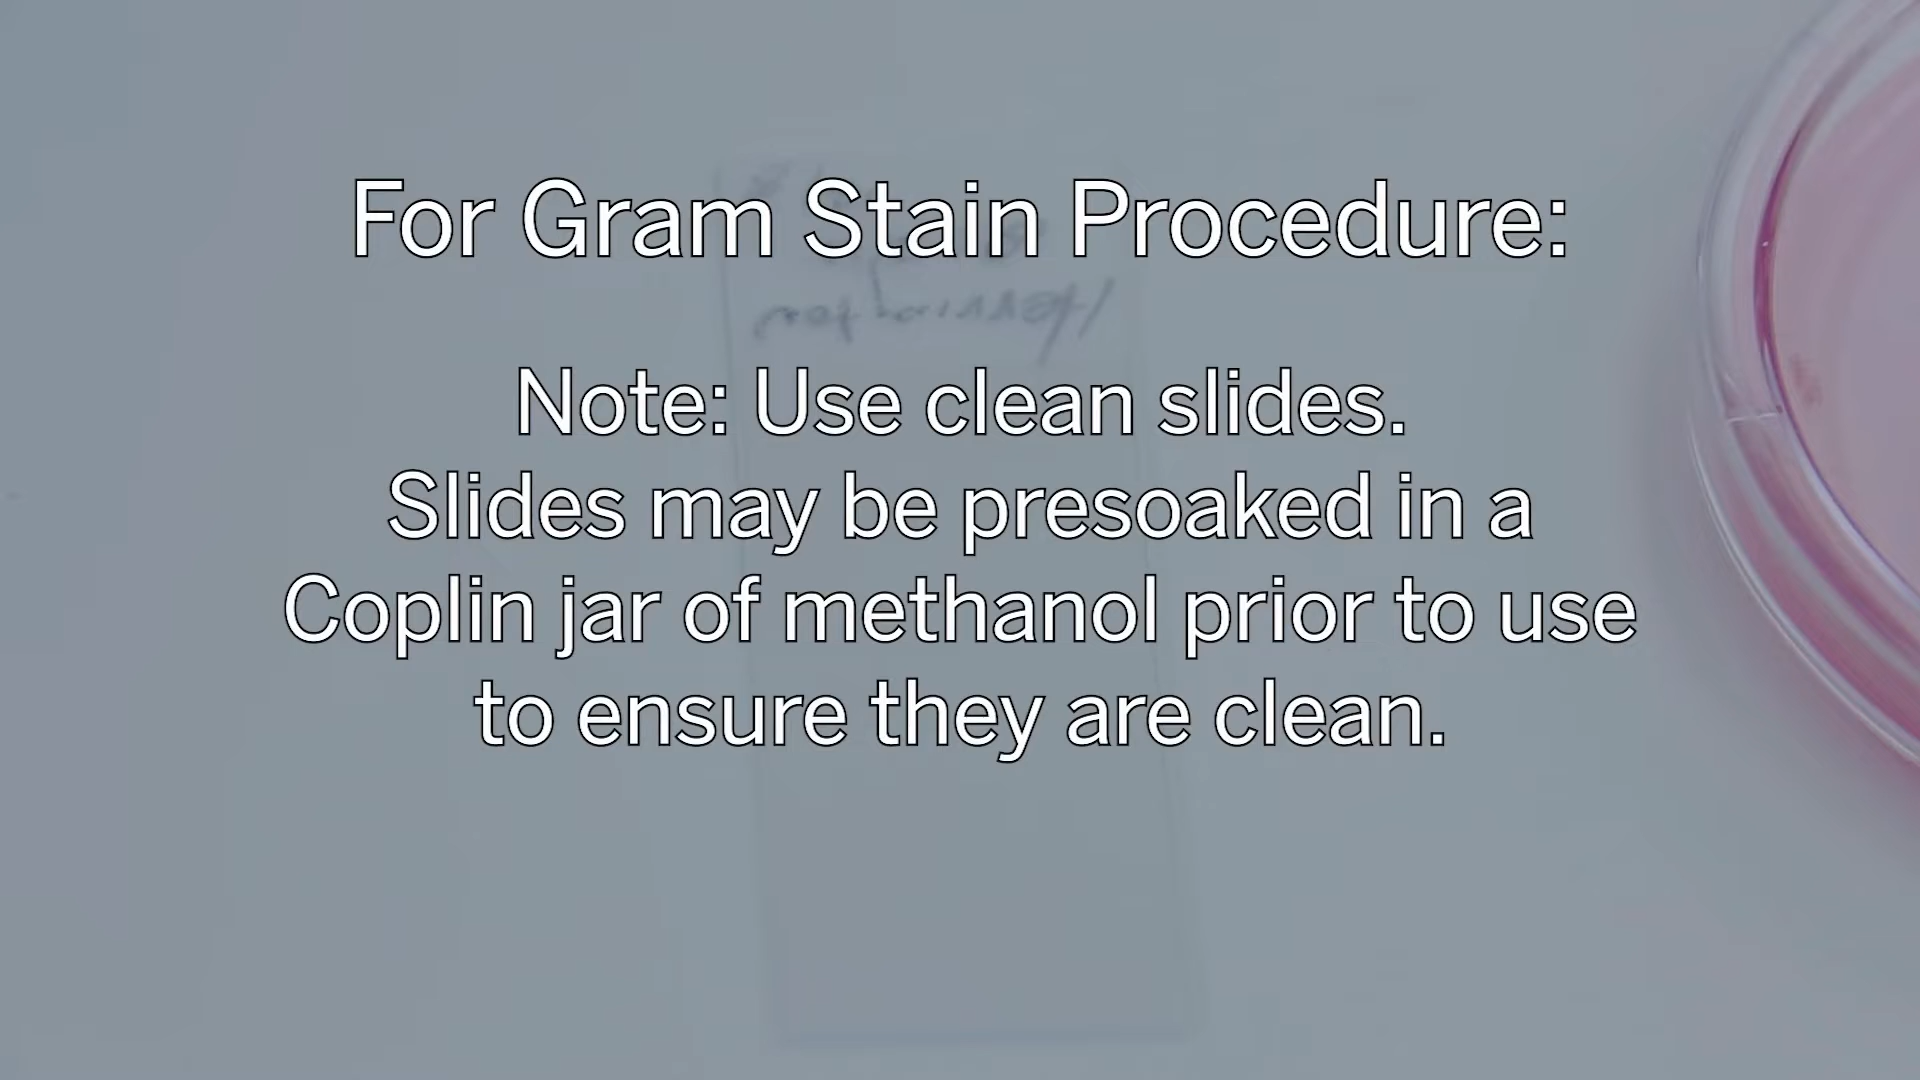 For Gram Stain Procedure:
Note: Use clean slides.
Slides may be presoaked in a
Coplin jar of methanol prior to use
to ensure they are clean.